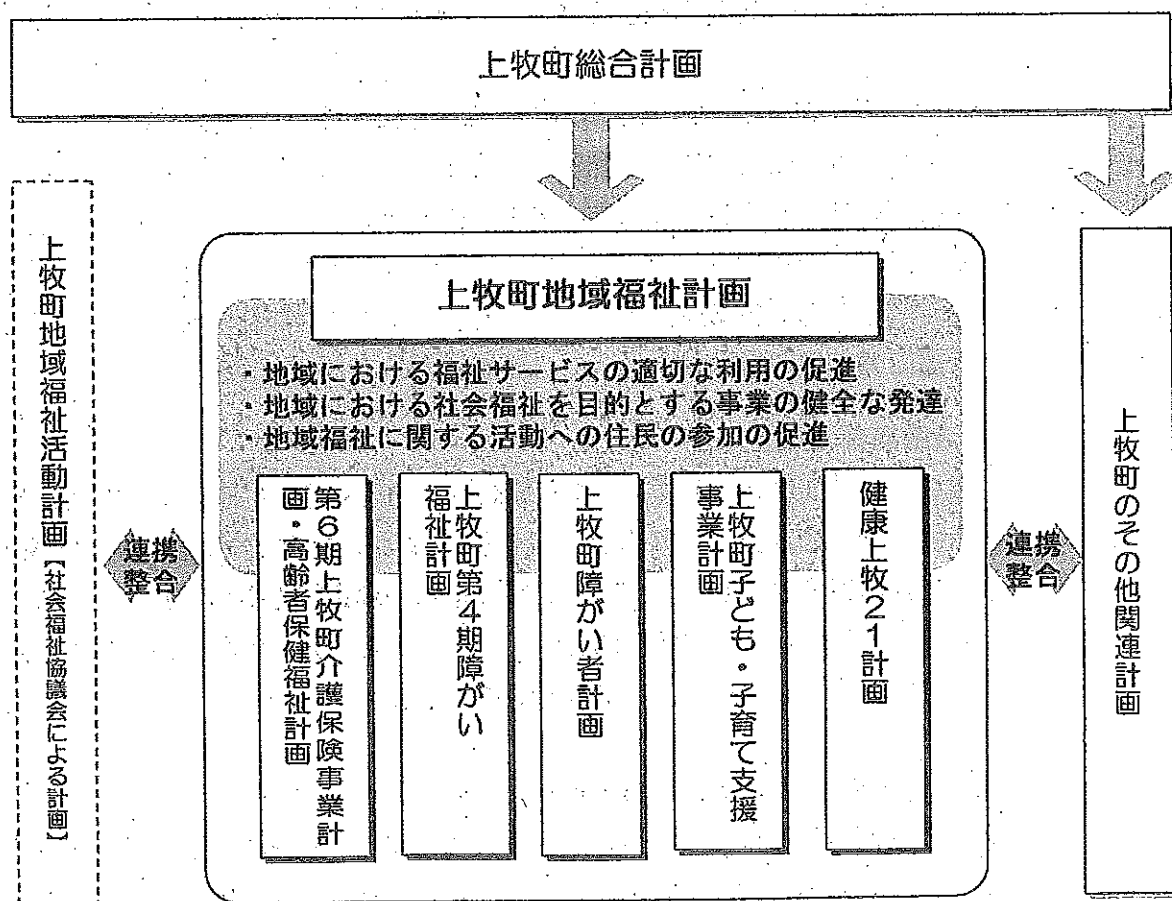 上牧町総合計画
上牧町地域福祉活動計画【社会福祉協議会による計画】
連携
整合
上牧町地域福祉計画
・地域における福祉サービスの適切な利用の促進
・地域における社会福祉を目的とする事業の健全な発達
・地域福祉に関する活動への住民の参加の促進
第6期上牧町介護保険事業計
画・高齢者保健福祉計画
上牧町第4期障がい
福祉計画
上牧町障がい者計画
上牧町子ども・子育て支援
事業計画
健康上牧21計画
連携
整合
上牧町のその他関連計画